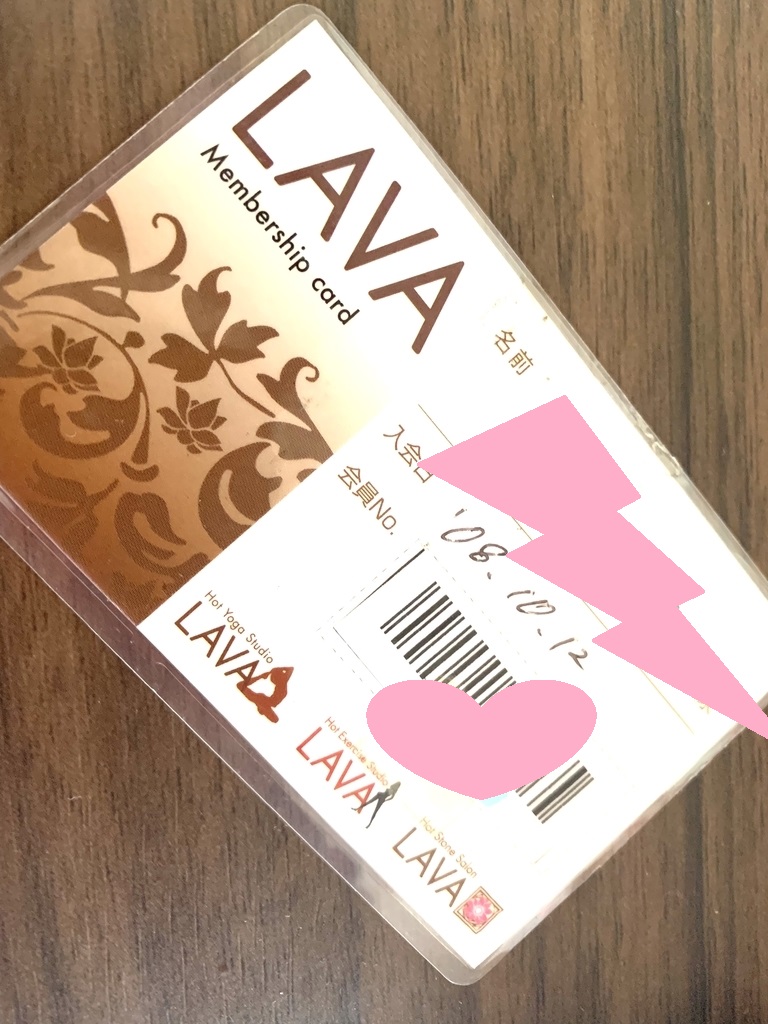 LAVA
Membership card
名前
入会日 '08.10.12
会員No.
Hot Yoga Studio
LAVA
Hot Exercise Studio
LAVA
Hot Stone Salon
LAVA